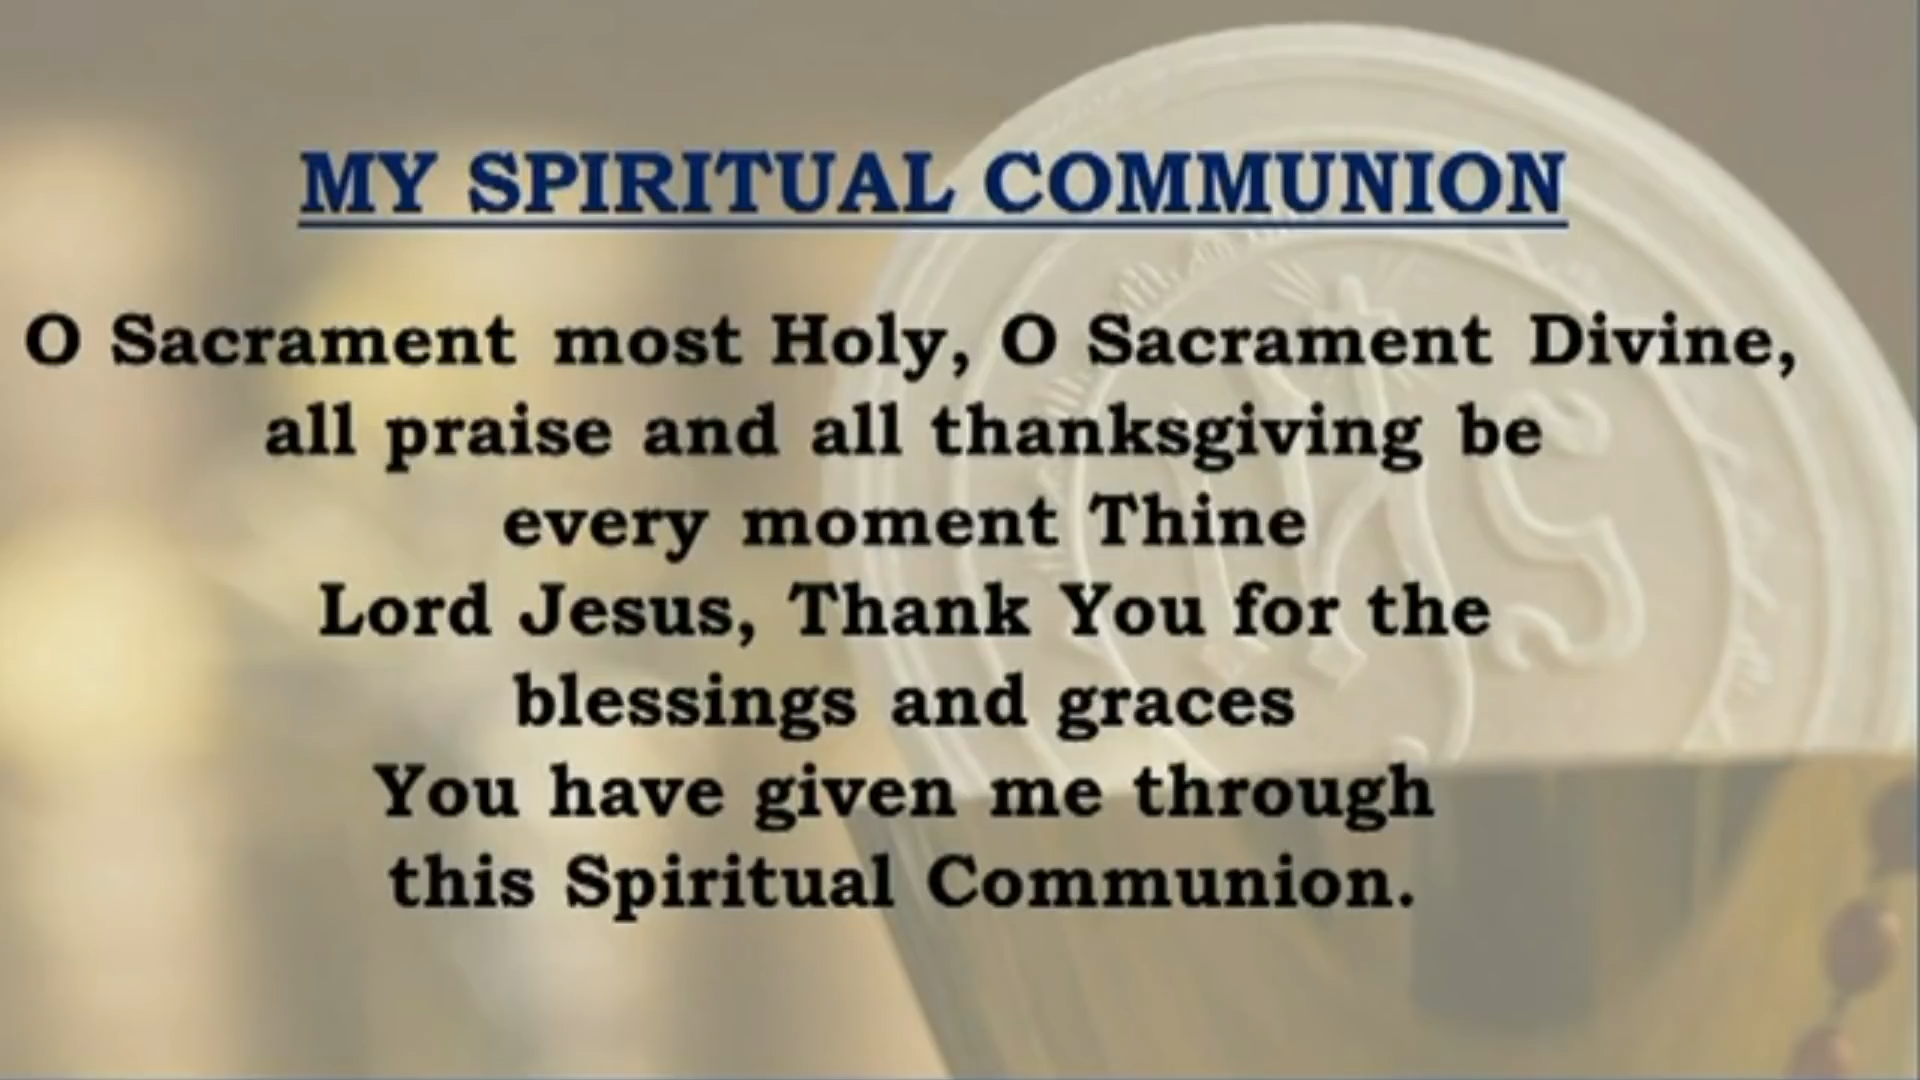 MY SPIRITUAL COMMUNION
O Sacrament most Holy, O Sacrament Divine,
all praise and all thanksgiving be
every moment Thine
Lord Jesus, Thank You for the
blessings and graces
You have given me through
this Spiritual Communion.